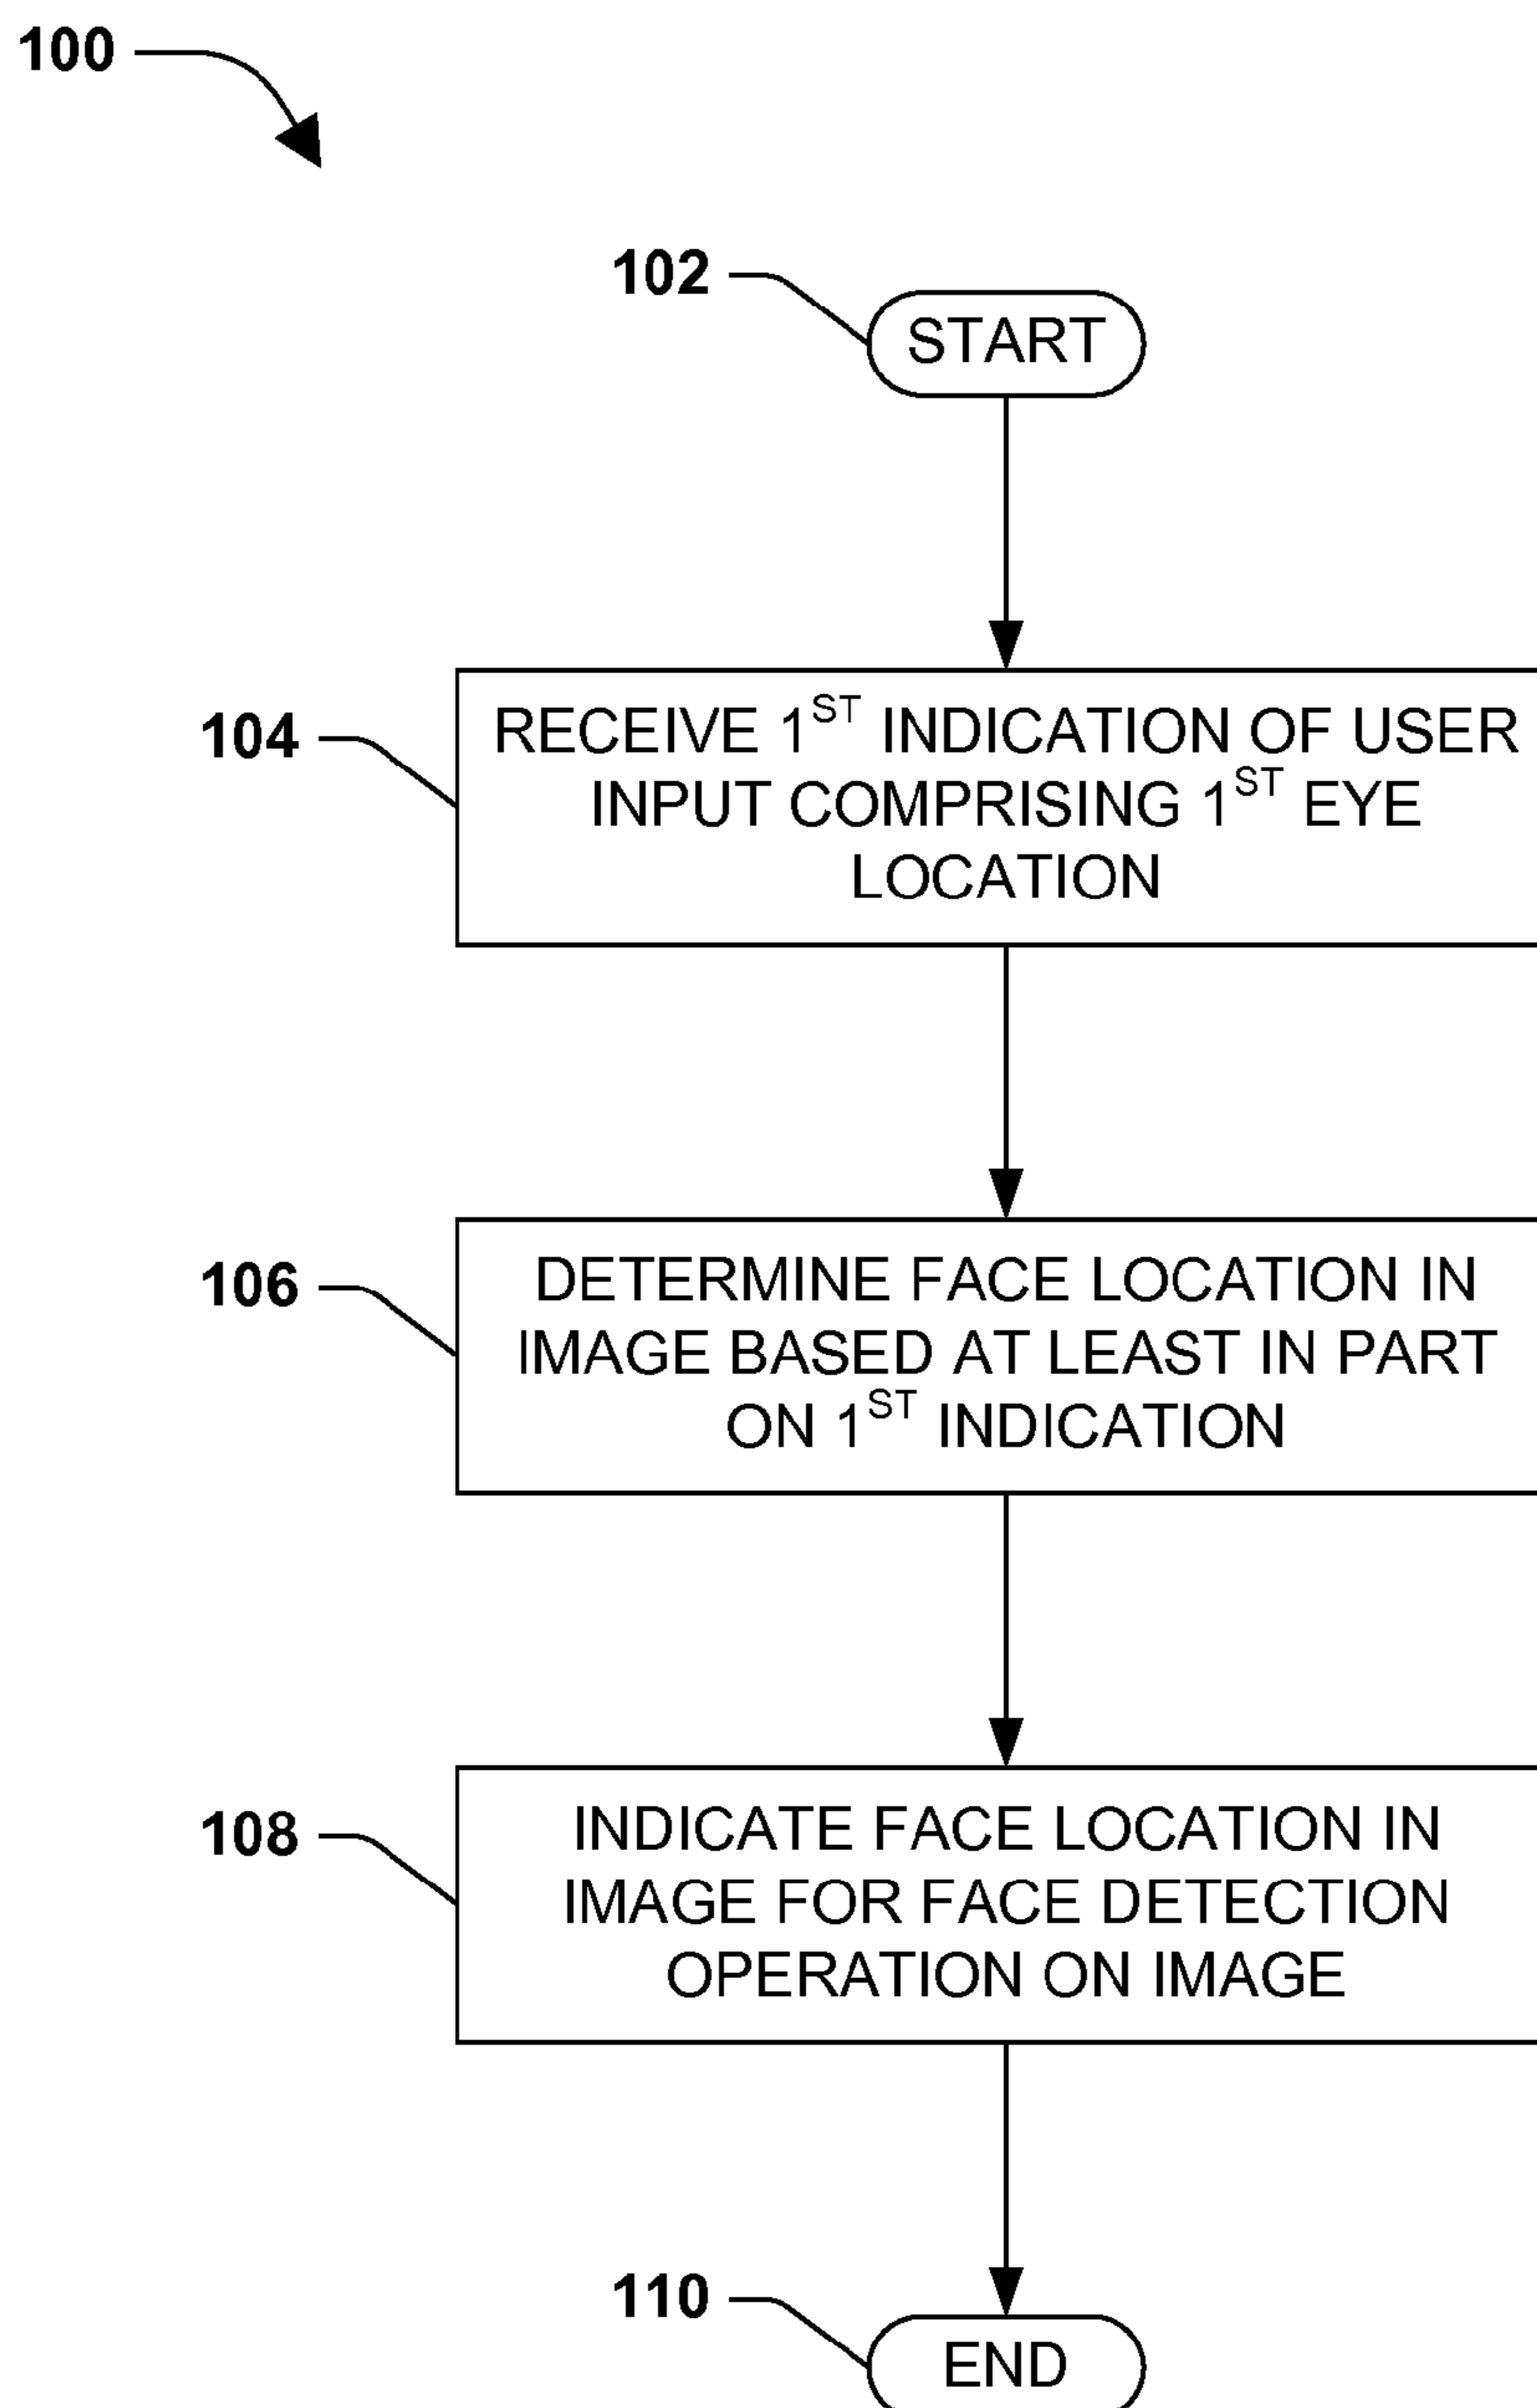 100
102
START
104
RECEIVE 1ST INDICATION OF USER
INPUT COMPRISING 1ST EYE
LOCATION
106
DETERMINE FACE LOCATION IN
IMAGE BASED AT LEAST IN PART
ON 1ST INDICATION
108
INDICATE FACE LOCATION IN
IMAGE FOR FACE DETECTION
OPERATION ON IMAGE
110
END